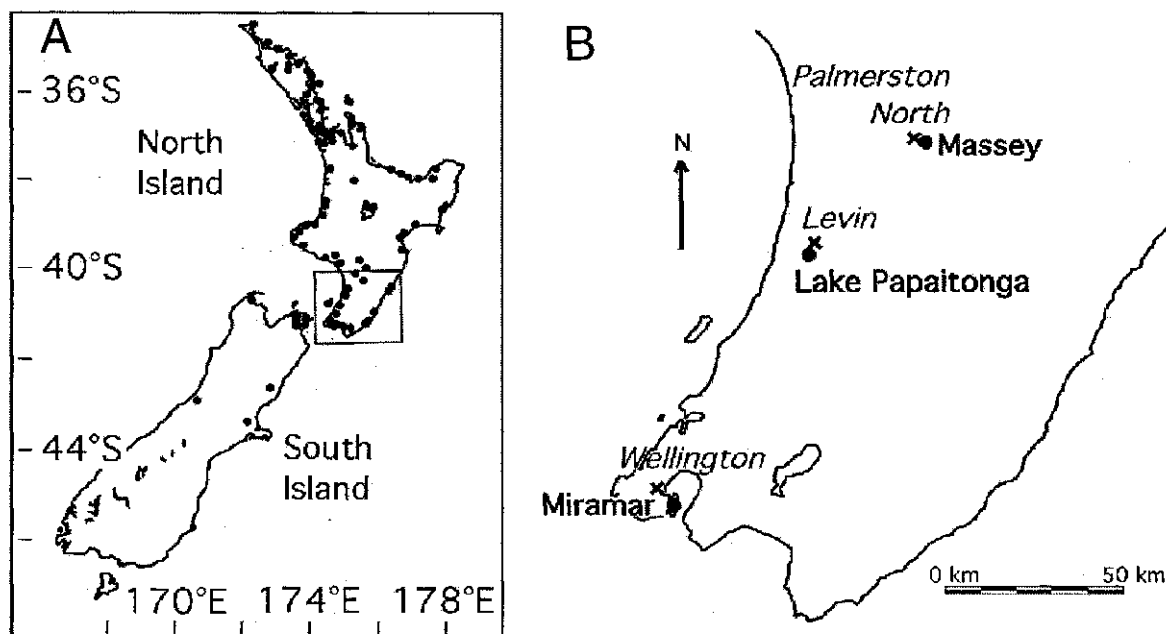 A
36°S
North
Island
40°S
44°S
South
Island
170°E 174°E 178°E
B
Palmerston
North
Massey
N
Levin
Lake Papaitonga
Wellington
Miramar
0 km 50 km